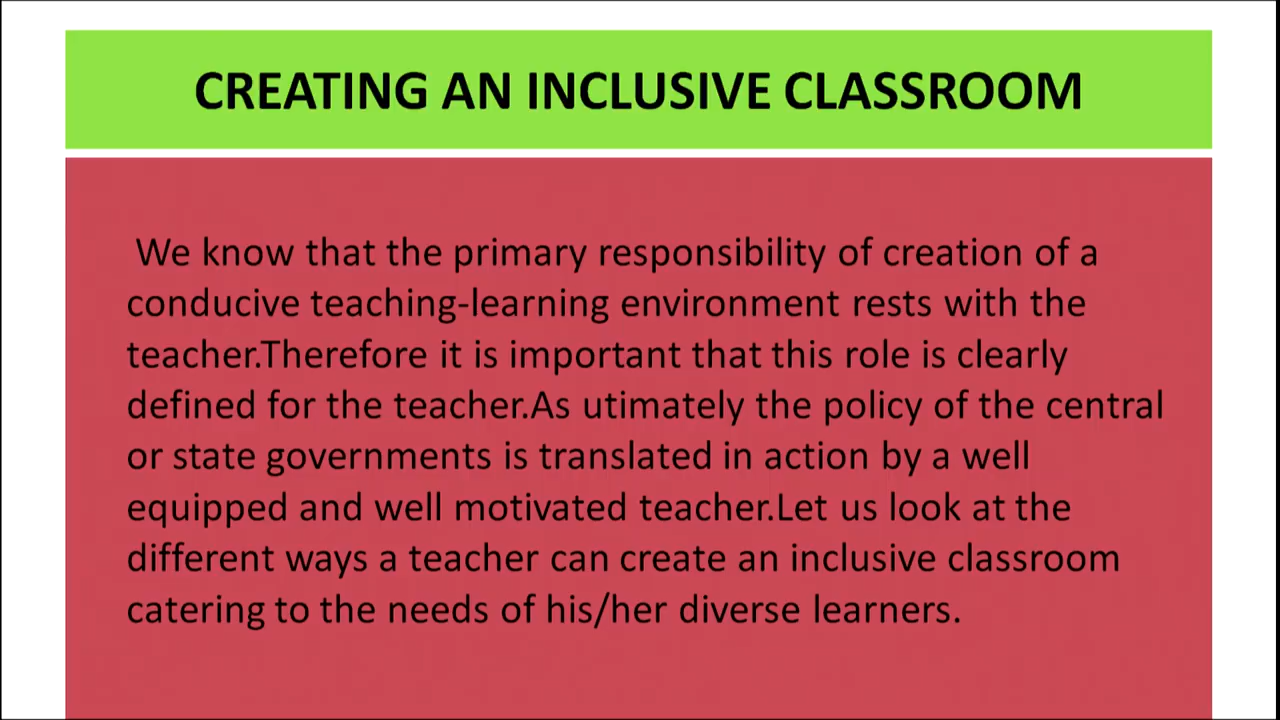 CREATING AN INCLUSIVE CLASSROOM
We know that the primary responsibility of creation of a
conducive teaching-learning environment rests with the
teacher.Therefore it is important that this role is clearly
defined for the teacher.As utimately the policy of the central
or state governments is translated in action by a well
equipped and well motivated teacher.Let us look at the
different ways a teacher can create an inclusive classroom
catering to the needs of his/her diverse learners.